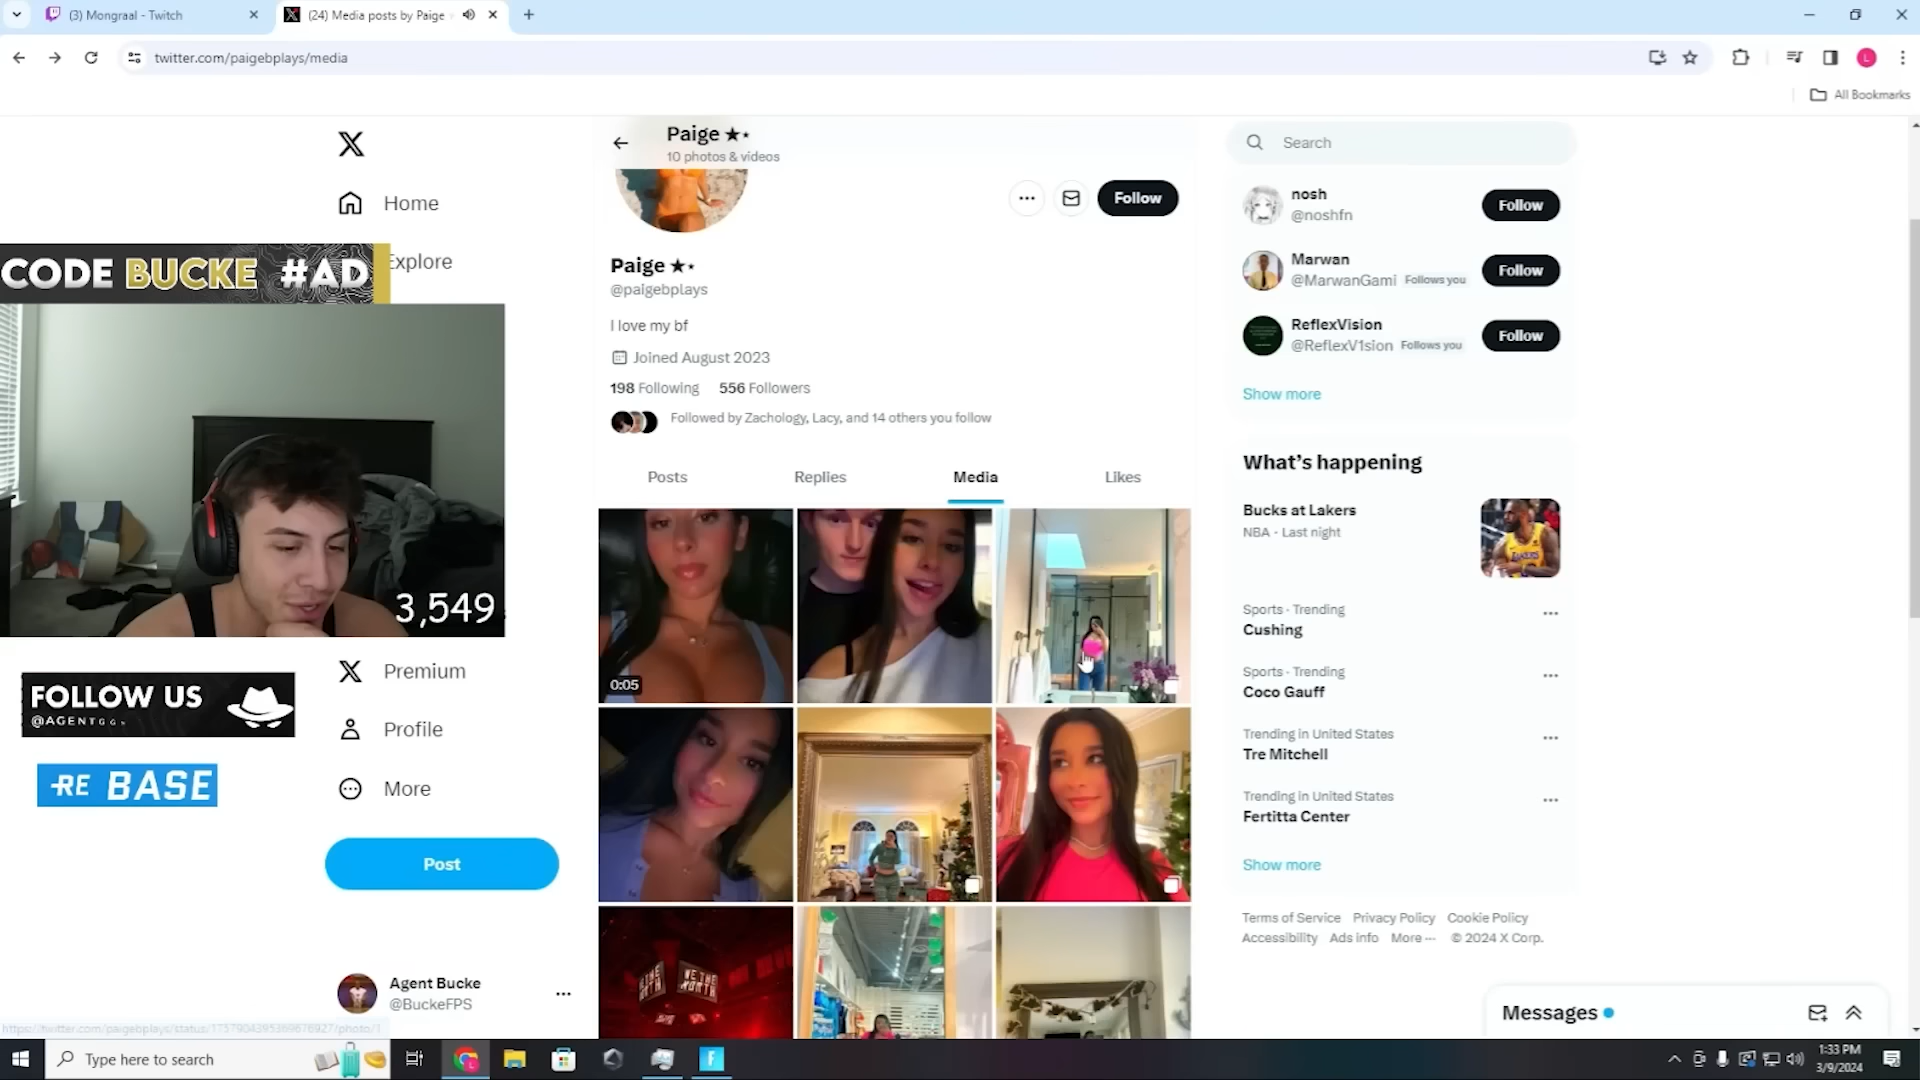 (3) Mongraal - Twitch
(24) Media posts by Paige
twitter.com/paigebplays/media
L
All Bookmarks
Paige ★⋆
10 photos & videos
Follow
Search
Home
Explore
CODE BUCKE #AD
Paige ★⋆
@paigebplays
I love my bf
Joined August 2023
198 Following 556 Followers
Followed by Zachology, Lacy, and 14 others you follow
Posts
Replies
Media
Likes
nosh
@noshfn
Follow
Marwan
@MarwanGami Follows you
Follow
ReflexVision
@ReflexV1sion Follows you
Follow
Show more
What's happening
Bucks at Lakers
NBA · Last night
Sports · Trending
Cushing
Sports · Trending
Coco Gauff
Trending in United States
Tre Mitchell
Trending in United States
Fertitta Center
Show more
Terms of Service Privacy Policy Cookie Policy
Accessibility Ads info More ··· © 2024 X Corp.
3,549
0:05
FOLLOW US
RE BASE
Premium
Profile
More
Post
WE THE NORTH
Agent Bucke
@BuckeFPS
Messages
Type here to search
1:33 PM
3/9/2024